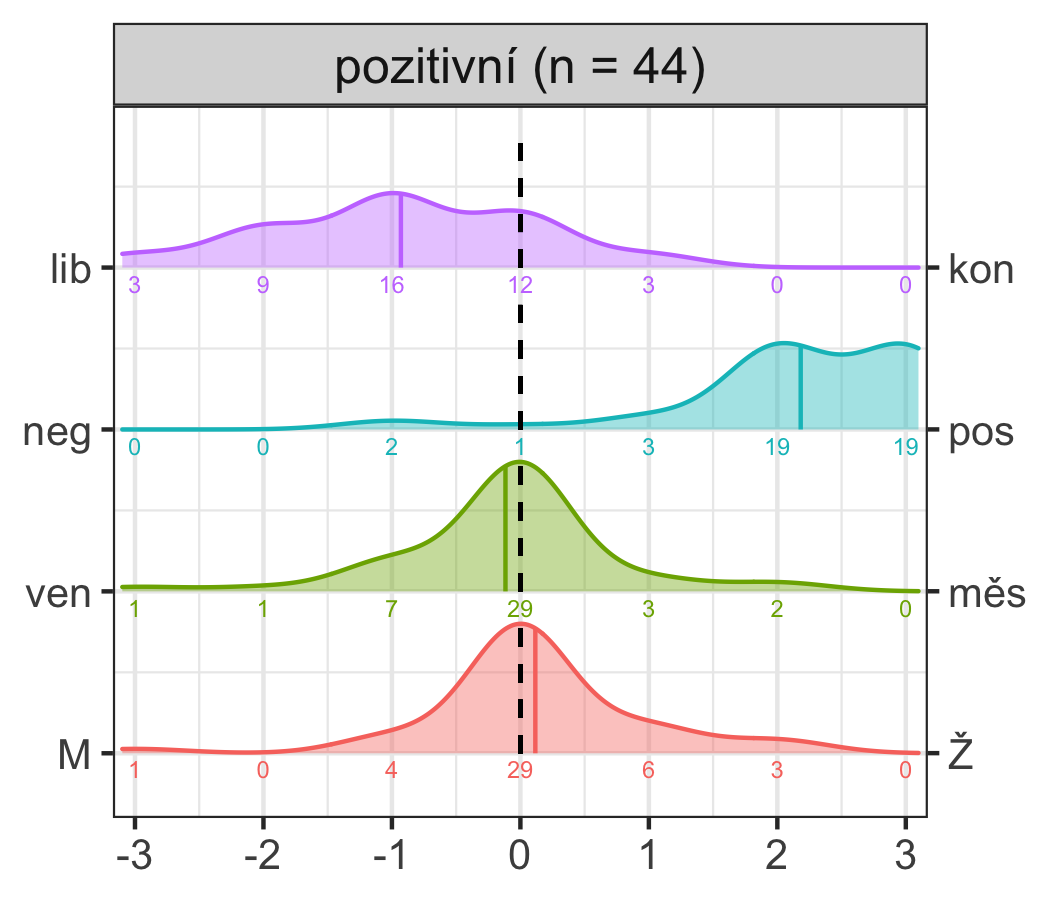 pozitivní (n = 44)
lib kon
3 9 16 12 3 0 0
neg pos
0 0 2 1 3 19 19
ven měs
1 1 7 29 3 2 0
M Ž
1 0 4 29 6 3 0
-3 -2 -1 0 1 2 3